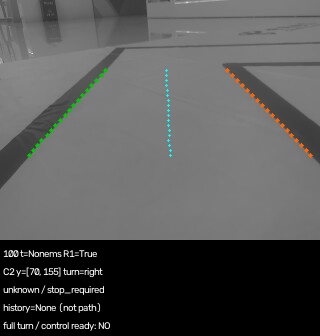 100 t=Nonems R1=True
C2 y=[70, 155] turn=right
unknown / stop_required
history=None (not path)
full turn / control ready: NO